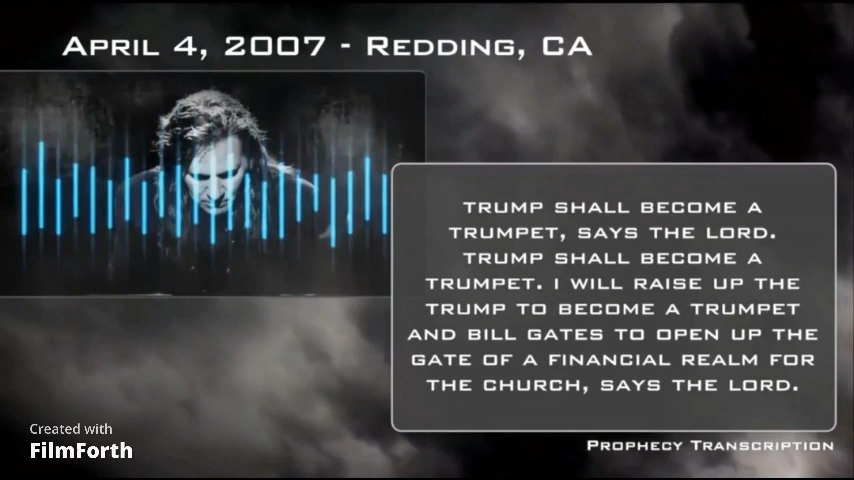 April 4, 2007 - Redding, CA
TRUMP SHALL BECOME A
TRUMPET, SAYS THE LORD.
TRUMP SHALL BECOME A
TRUMPET. I WILL RAISE UP THE
TRUMP TO BECOME A TRUMPET
AND BILL GATES TO OPEN UP THE
GATE OF A FINANCIAL REALM FOR
THE CHURCH, SAYS THE LORD.
Prophecy Transcription
Created with
FilmForth